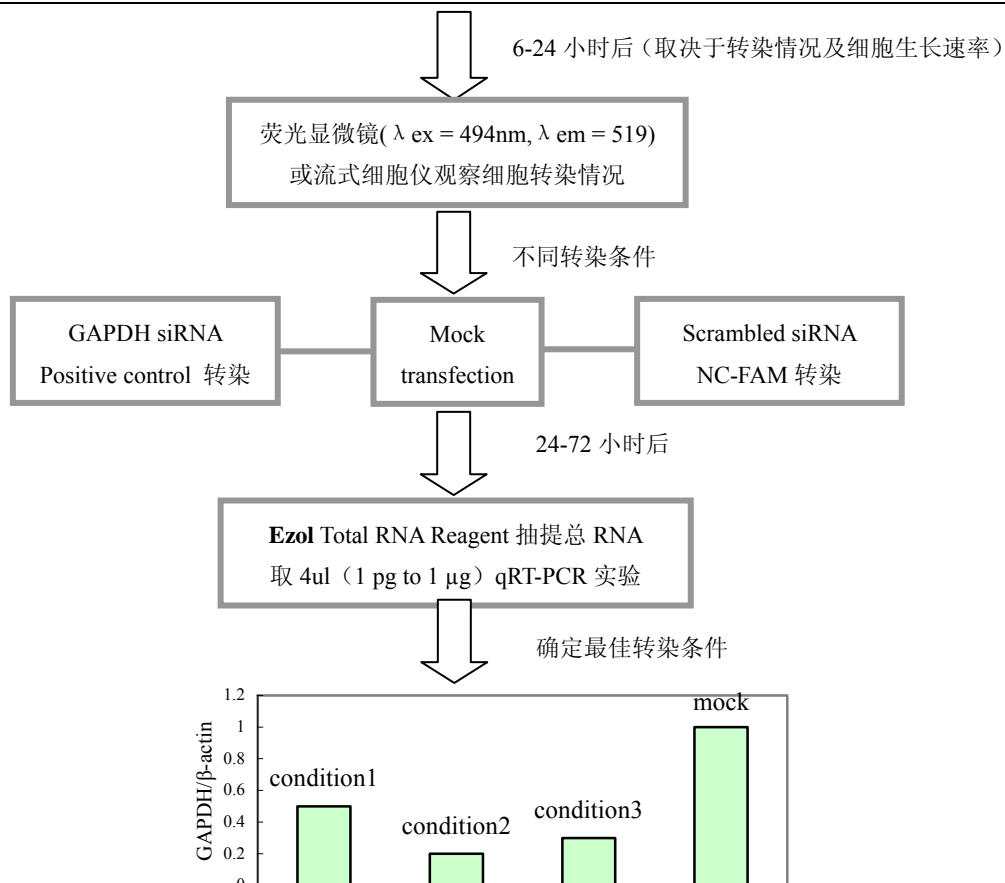 6-24 小时后（取决于转染情况及细胞生长速率）
荧光显微镜( λ ex = 494nm, λ em = 519)
或流式细胞仪观察细胞转染情况
不同转染条件
GAPDH siRNA
Positive control 转染
Mock
transfection
Scrambled siRNA
NC-FAM 转染
24-72 小时后
Ezol Total RNA Reagent 抽提总 RNA
取 4ul（1 pg to 1 µg）qRT-PCR 实验
确定最佳转染条件
GAPDH/β-actin
1.2
1
0.8
0.6
0.4
0.2
0
condition1
condition2
condition3
mock